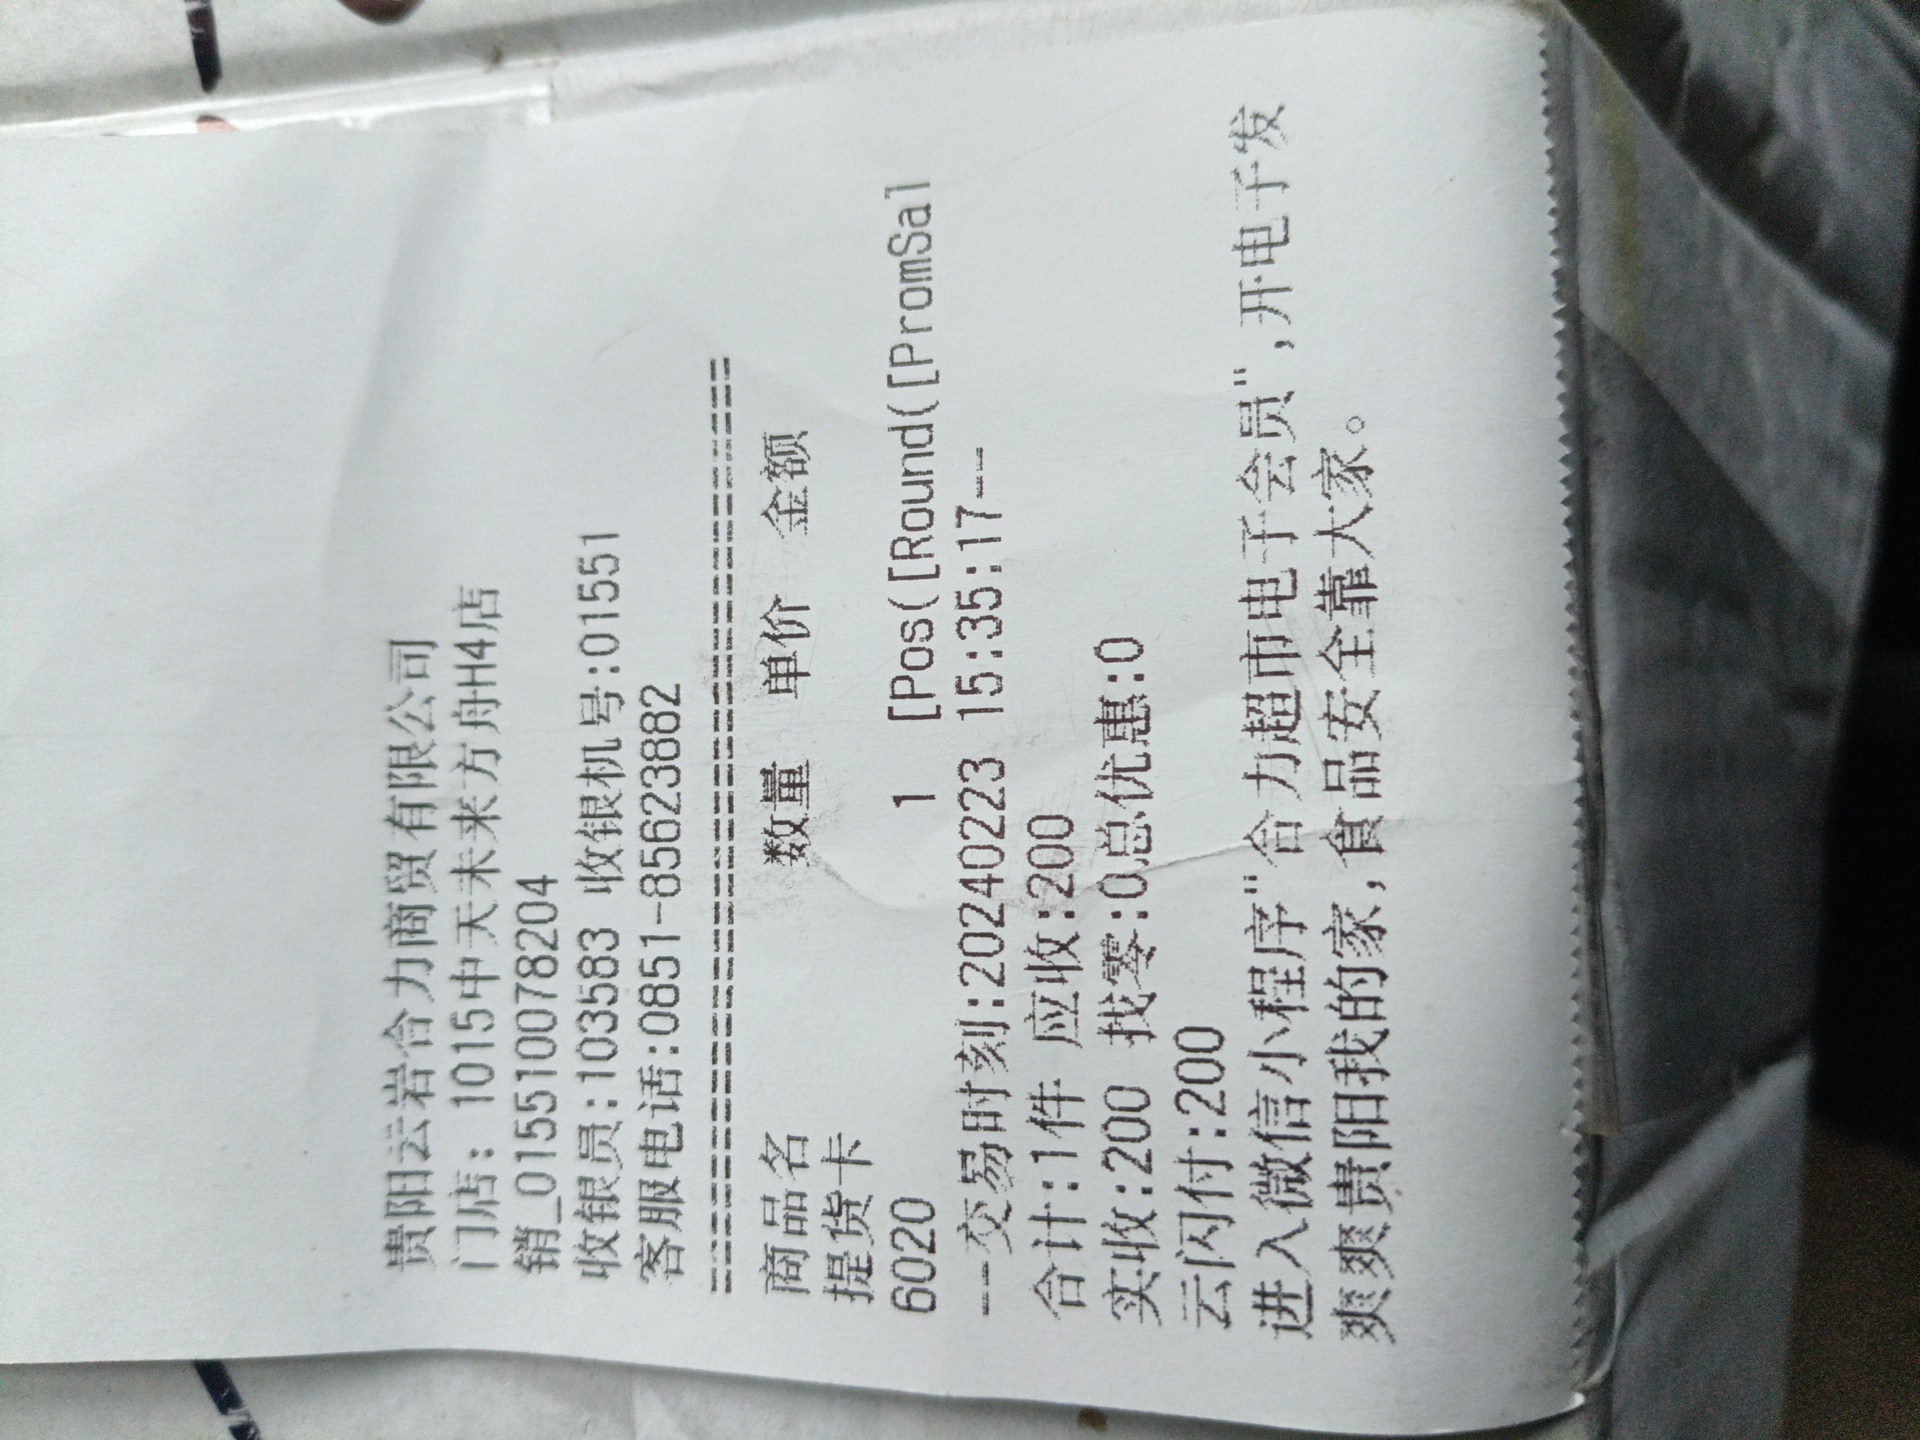 贵阳云岩合力商贸有限公司
门店: 1015中天未来方舟H4店
销_0155100782​04
收银员:103583 收银机号:01551
客服电话:0851-85623882
========================================
商品名 数量 单价 金额
提货卡
6020 1 [Pos([Round([PromSal
--交易时刻:20240223 15:35:17--
合计:1件 应收:200
实收:200 找零:0总优惠:0
云闪付:200
进入微信小程序"合力超市电子会员",开电子发
爽爽贵阳我的家,食品安全靠大家。